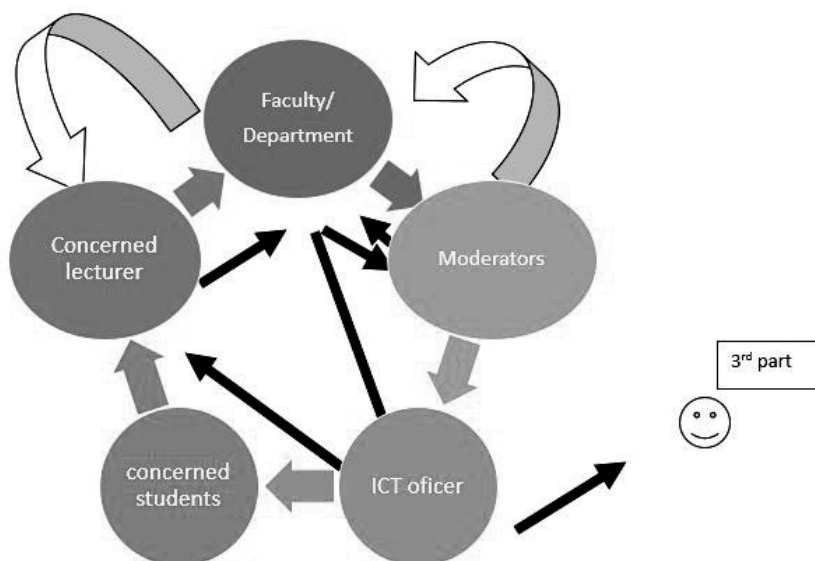 Faculty/
Department
Concerned
lecturer
Moderators
3rd part
concerned
students
ICT oficer